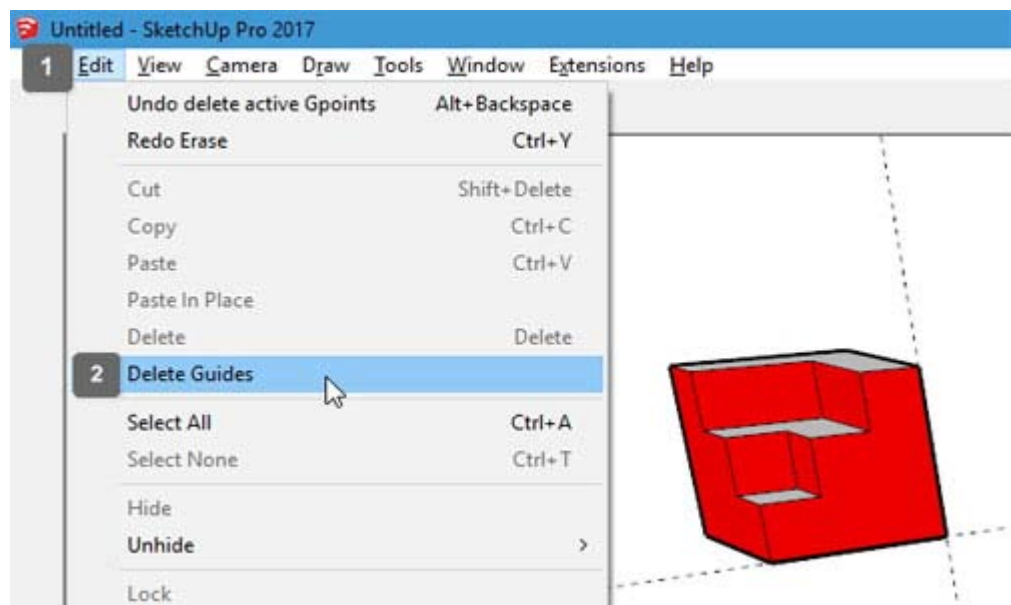 Untitled - SketchUp Pro 2017
1 Edit View Camera Draw Tools Window Extensions Help
Undo delete active Gpoints Alt+Backspace
Redo Erase Ctrl+Y
Cut Shift+Delete
Copy Ctrl+C
Paste Ctrl+V
Paste In Place
Delete Delete
2 Delete Guides
Select All Ctrl+A
Select None Ctrl+T
Hide
Unhide >
Lock